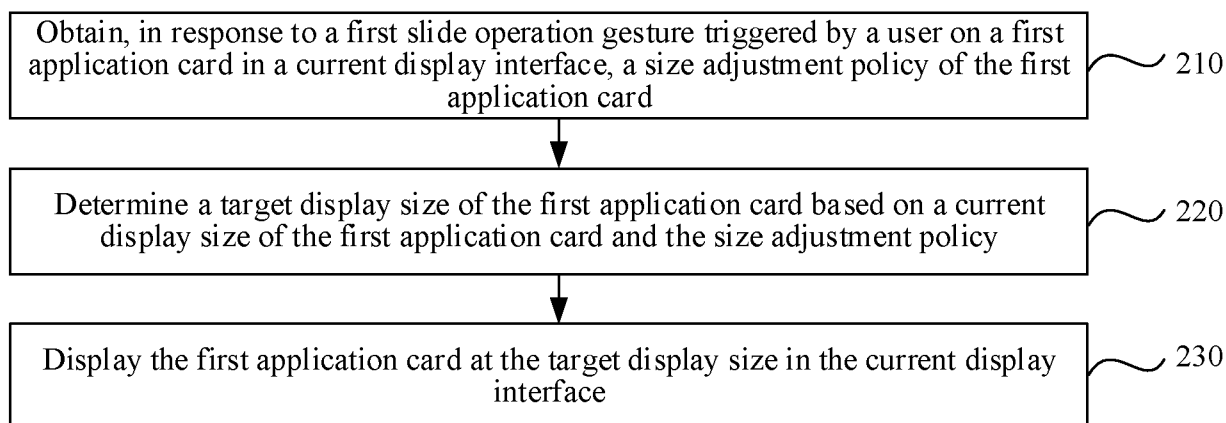 Obtain, in response to a first slide operation gesture triggered by a user on a first
application card in a current display interface, a size adjustment policy of the first
application card
210
Determine a target display size of the first application card based on a current
display size of the first application card and the size adjustment policy
220
Display the first application card at the target display size in the current display
interface
230